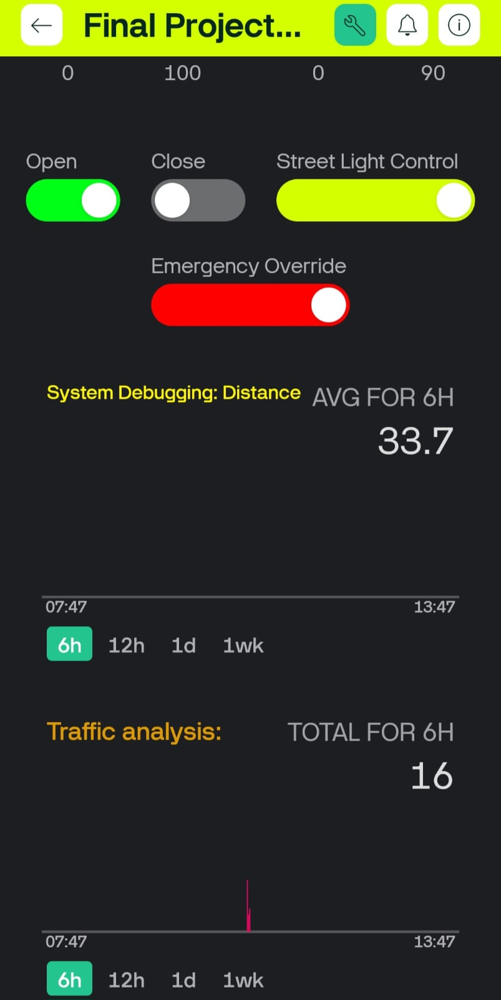 Final Project...
0 100 0 90
Open Close Street Light Control
Emergency Override
System Debugging: Distance AVG FOR 6H
33.7
07:47 13:47
6h 12h 1d 1wk
Traffic analysis: TOTAL FOR 6H
16
07:47 13:47
6h 12h 1d 1wk